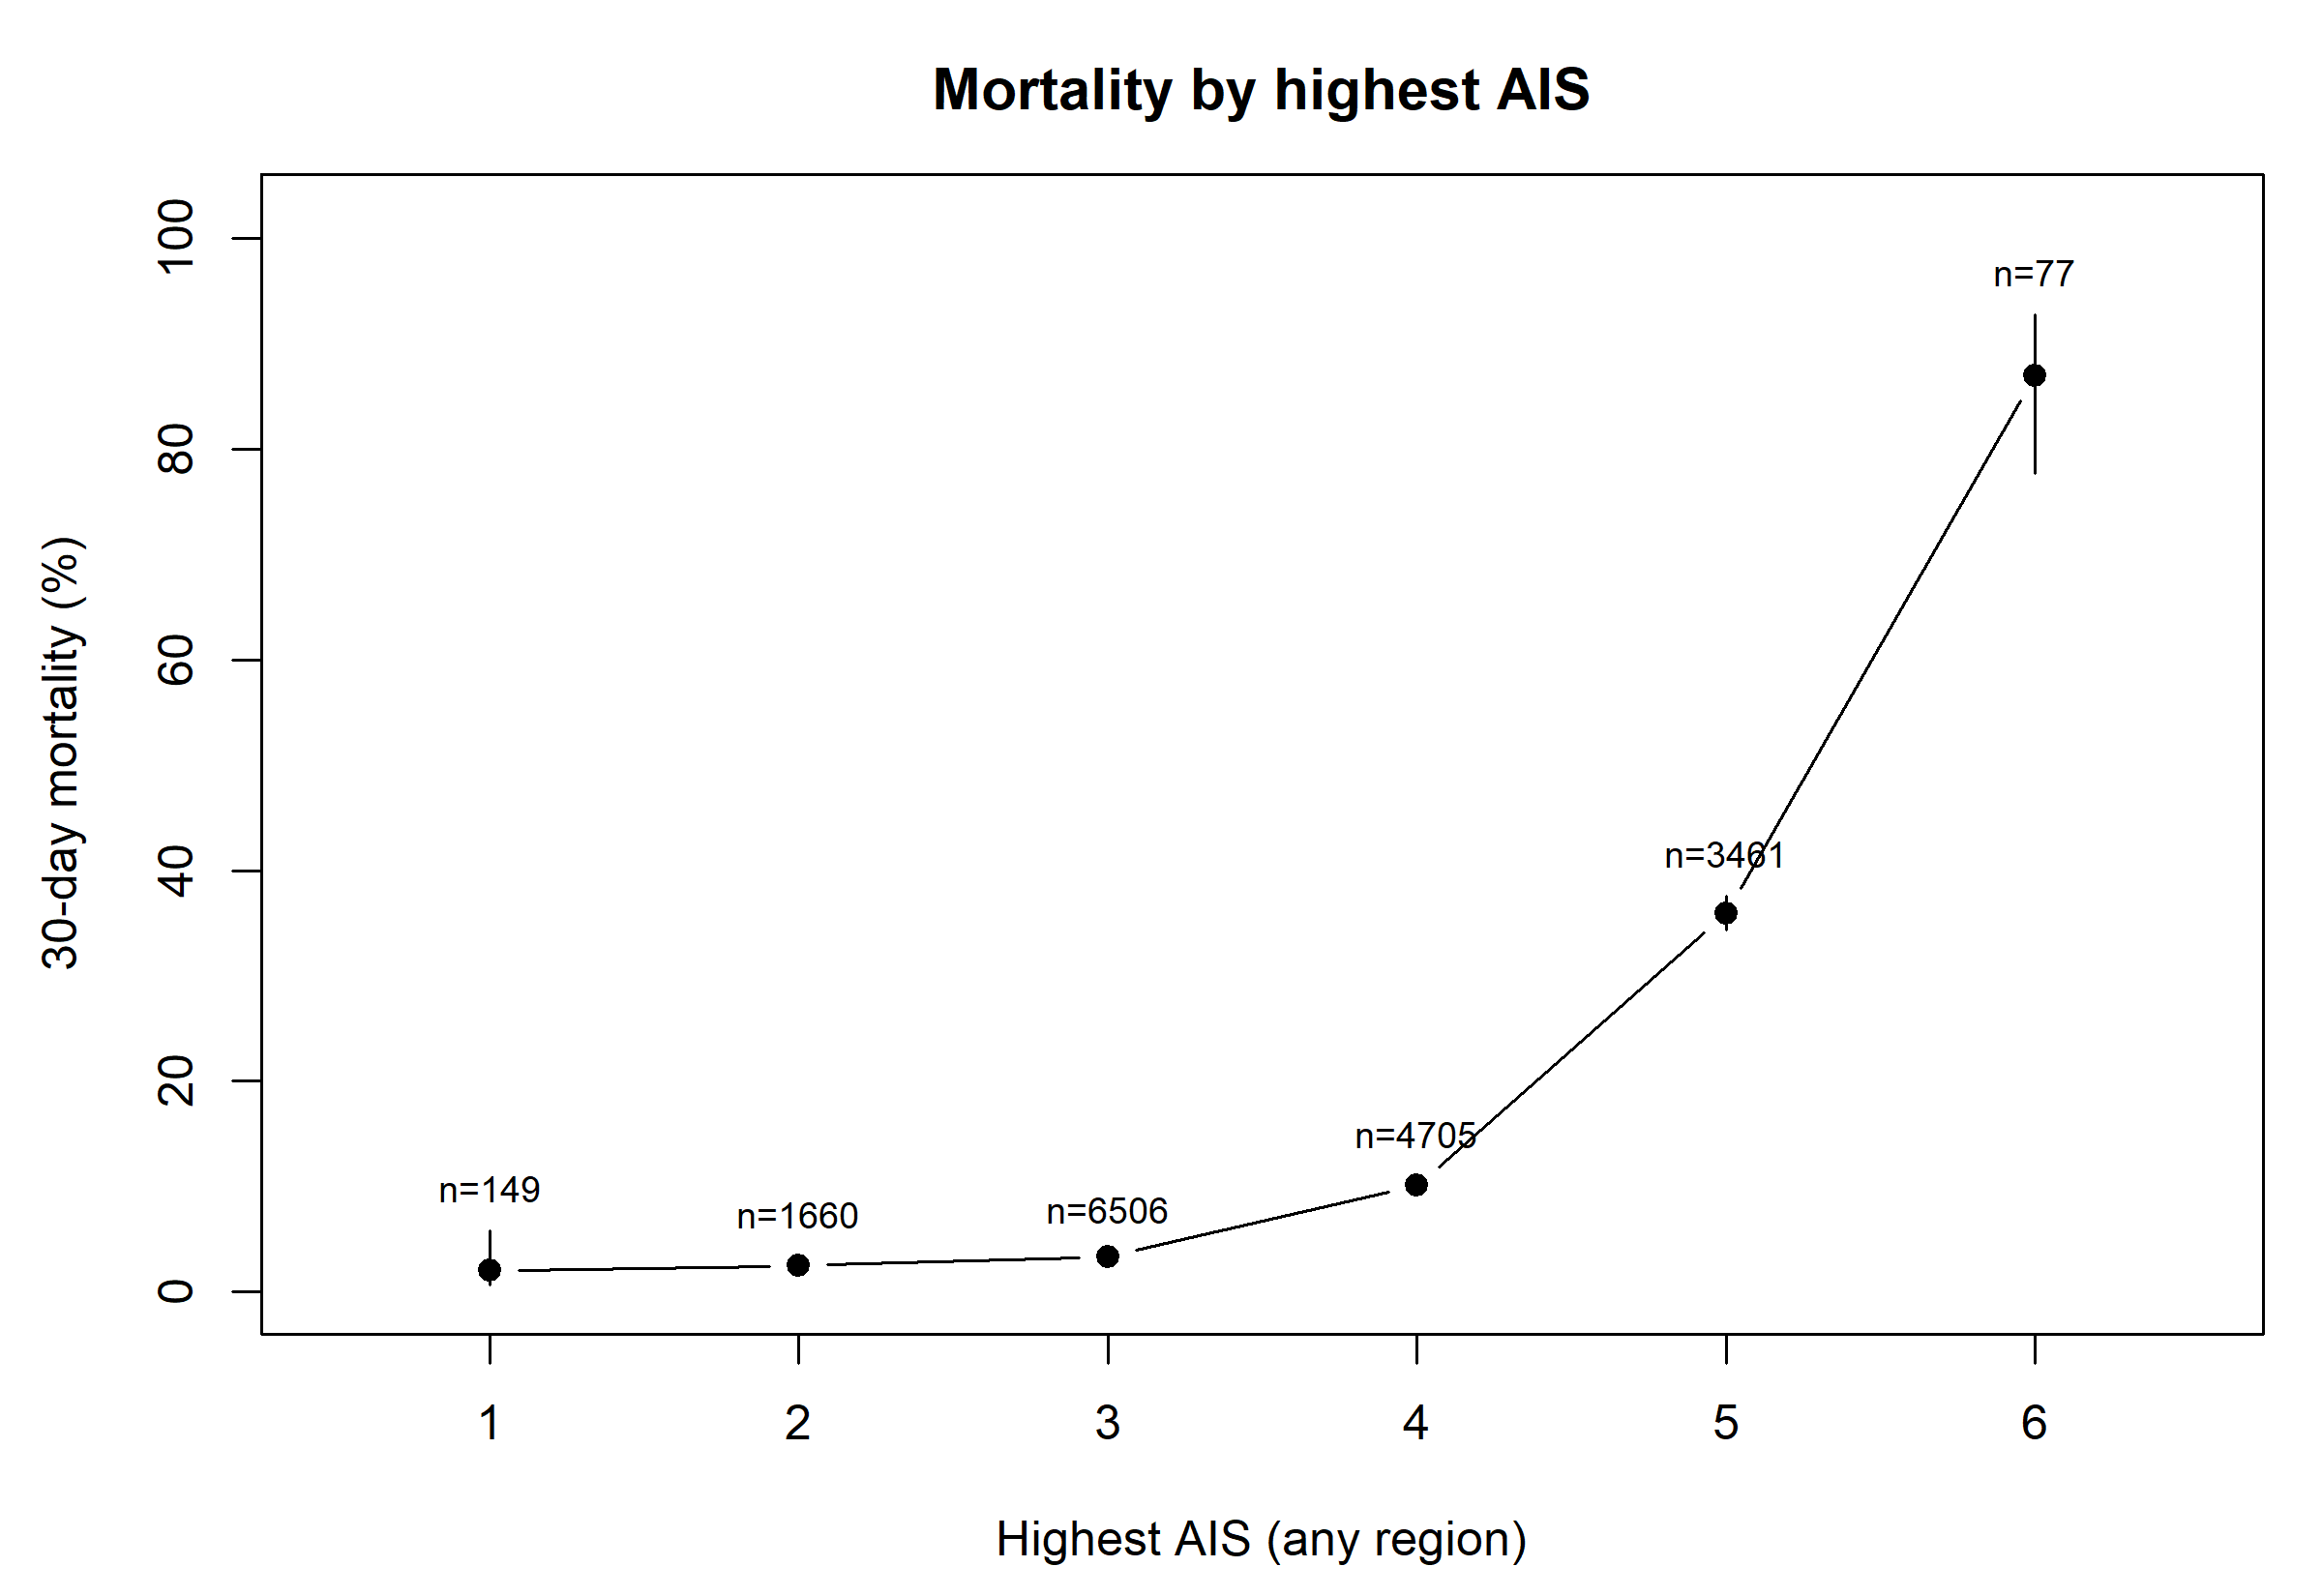 Mortality by highest AIS
30-day mortality (%)
100
80
60
40
20
0
n=149
n=1660
n=6506
n=4705
n=3461
n=77
1 2 3 4 5 6
Highest AIS (any region)